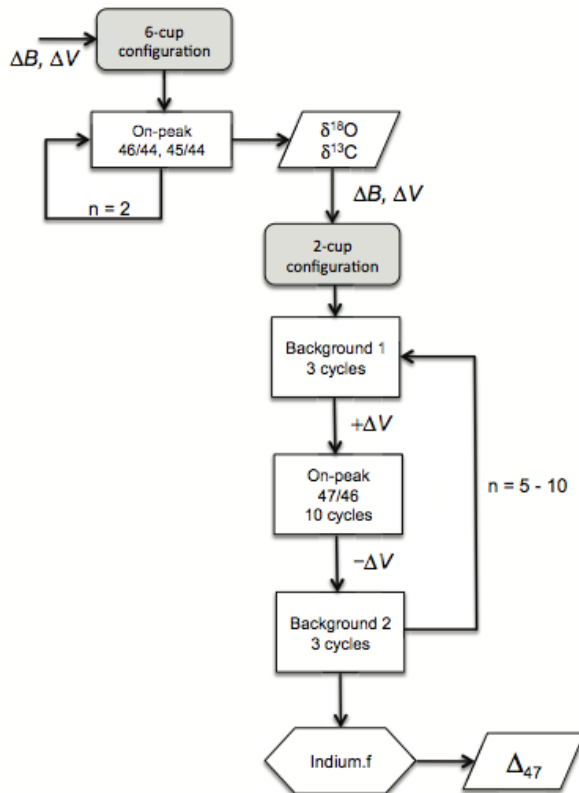 6-cup
configuration
ΔB, ΔV
On-peak
46/44, 45/44
n = 2
δ¹⁸O
δ¹³C
ΔB, ΔV
2-cup
configuration
Background 1
3 cycles
+ΔV
On-peak
47/46
10 cycles
n = 5 - 10
−ΔV
Background 2
3 cycles
Indium.f
Δ₄₇